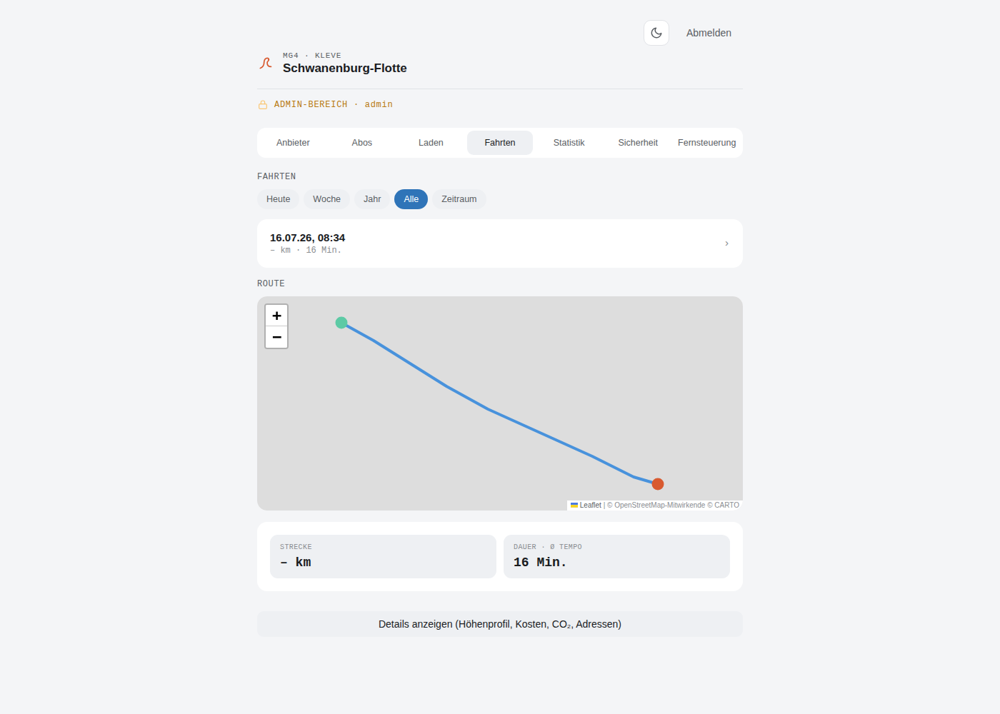 Abmelden
MG4 · KLEVE
Schwanenburg-Flotte
ADMIN-BEREICH · admin
Anbieter Abos Laden Fahrten Statistik Sicherheit Fernsteuerung
FAHRTEN
Heute Woche Jahr Alle Zeitraum
16.07.26, 08:34
– km · 16 Min.
›
ROUTE
+
−
Leaflet | © OpenStreetMap-Mitwirkende © CARTO
STRECKE
– km
DAUER · Ø TEMPO
16 Min.
Details anzeigen (Höhenprofil, Kosten, CO₂, Adressen)